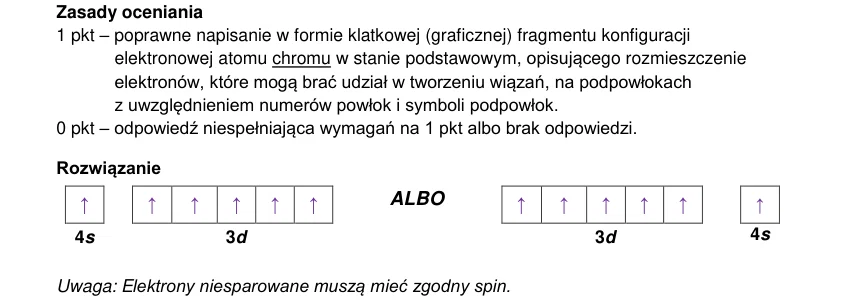 Zasady oceniania
1 pkt – poprawne napisanie w formie klatkowej (graficznej) fragmentu konfiguracji
elektronowej atomu chromu w stanie podstawowym, opisującego rozmieszczenie
elektronów, które mogą brać udział w tworzeniu wiązań, na podpowłokach
z uwzględnieniem numerów powłok i symboli podpowłok.
0 pkt – odpowiedź niespełniająca wymagań na 1 pkt albo brak odpowiedzi.
Rozwiązanie
↑ ↑ ↑ ↑ ↑ ↑ ALBO ↑ ↑ ↑ ↑ ↑ ↑
4s 3d 3d 4s
Uwaga: Elektrony niesparowane muszą mieć zgodny spin.